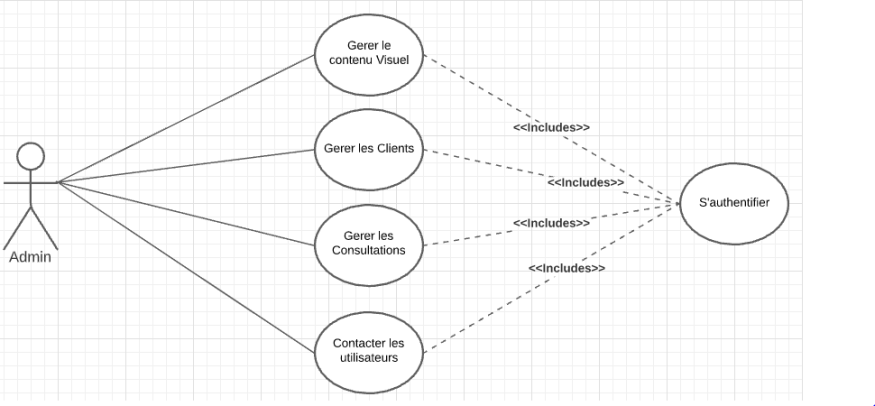 Gerer le
contenu Visuel
<<Includes>>
Gerer les Clients
<<Includes>>
S'authentifier
Gerer les
Consultations
<<Includes>>
Admin
<<Includes>>
Contacter les
utilisateurs